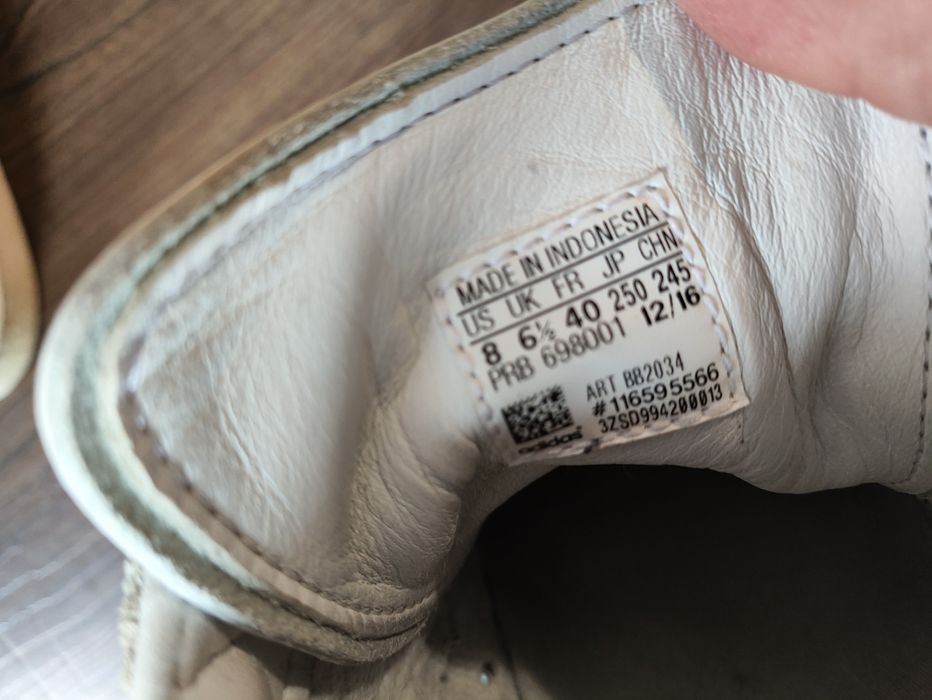 MADE IN INDONESIA
US UK FR JP CHN
8 6½ 40 250 245
PRB 698001 12/16
ART BB2034
#116595566
3ZSD994200013
adidas